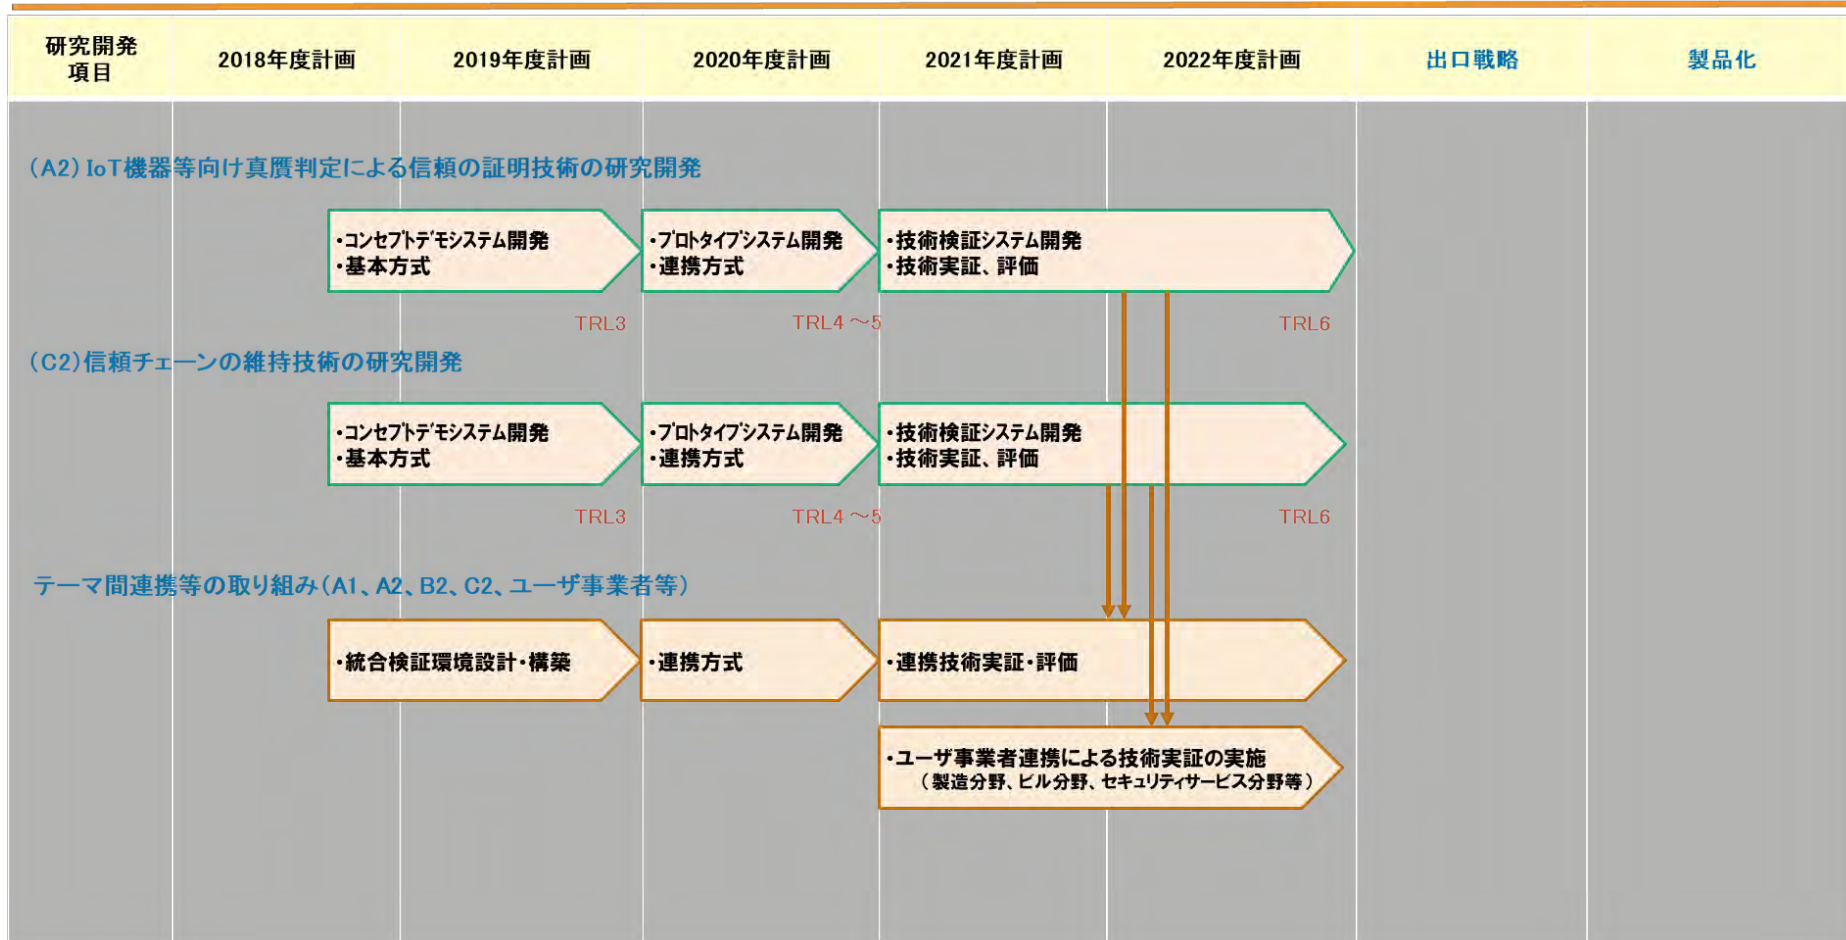 研究開発
項目
2018年度計画
2019年度計画
2020年度計画
2021年度計画
2022年度計画
出口戦略
製品化
(A2) IoT機器等向け真贋判定による信頼の証明技術の研究開発
・コンセプトデモシステム開発
・基本方式
・プロトタイプシステム開発
・連携方式
・技術検証システム開発
・技術実証、評価
TRL3
TRL4～5
TRL6
(C2)信頼チェーンの維持技術の研究開発
・コンセプトデモシステム開発
・基本方式
・プロトタイプシステム開発
・連携方式
・技術検証システム開発
・技術実証、評価
TRL3
TRL4～5
TRL6
テーマ間連携等の取り組み(A1、A2、B2、C2、ユーザ事業者等)
・統合検証環境設計・構築
・連携方式
・連携技術実証・評価
・ユーザ事業者連携による技術実証の実施
(製造分野、ビル分野、セキュリティサービス分野等)